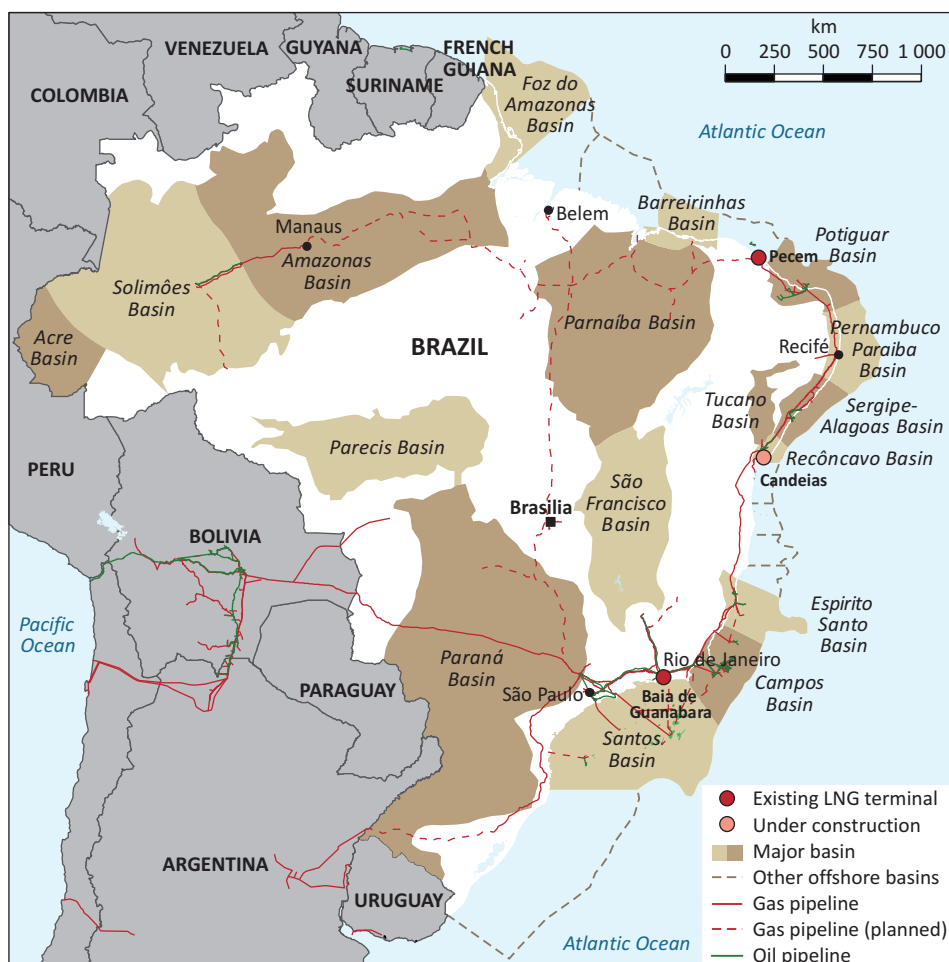 VENEZUELA
GUYANA
FRENCH
GUIANA
SURINAME
COLOMBIA
km
0 250 500 750 1 000
Foz do
Amazonas
Basin
Atlantic Ocean
Belem
Barreirinhas
Basin
Manaus
Amazonas
Basin
Pecem
Potiguar
Basin
Solimôes
Basin
Parnaíba Basin
Acre
Basin
BRAZIL
Recifé
Pernambuco
Paraiba
Basin
Tucano
Basin
Sergipe-
Alagoas Basin
Parecis Basin
Recôncavo Basin
PERU
Candeias
São
Francisco
Basin
Brasilia
BOLIVIA
Pacific
Ocean
Espirito
Santo
Basin
Rio de Janeiro
Paraná
Basin
PARAGUAY
São Paulo
Baia de
Guanabara
Campos
Basin
Santos
Basin
ARGENTINA
URUGUAY
Atlantic Ocean
Existing LNG terminal
Under construction
Major basin
Other offshore basins
Gas pipeline
Gas pipeline (planned)
Oil pipeline